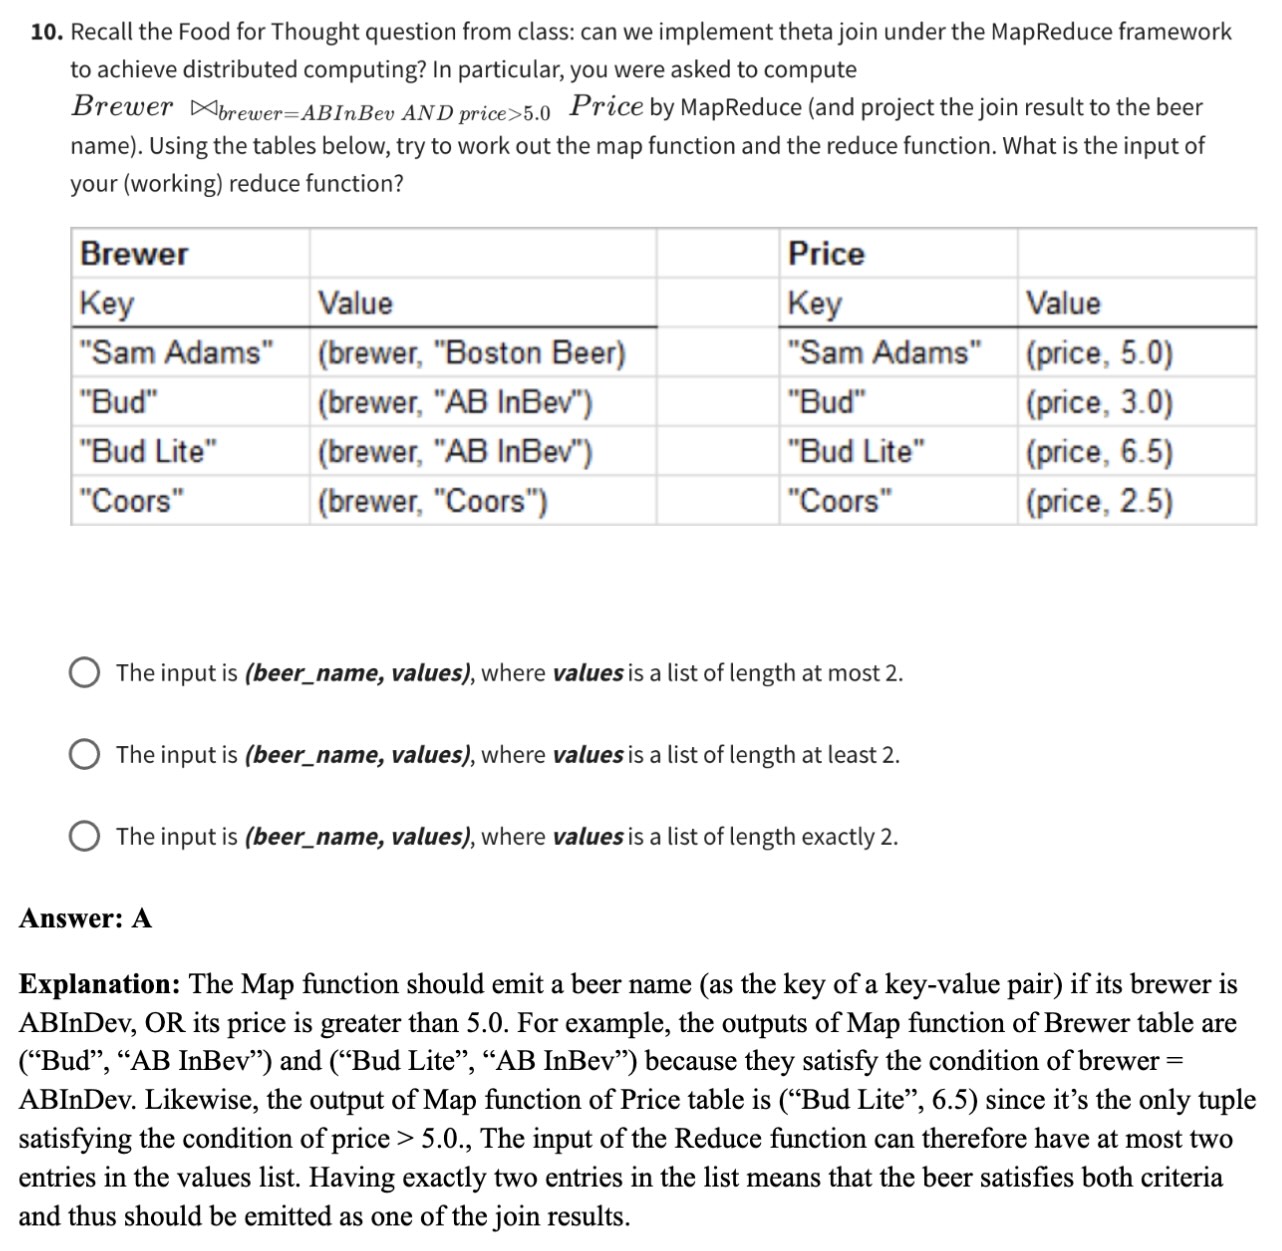 10. Recall the Food for Thought question from class: can we implement theta join under the MapReduce framework
to achieve distributed computing? In particular, you were asked to compute
Brewer ⋈brewer=ABInBev AND price>5.0 Price by MapReduce (and project the join result to the beer
name). Using the tables below, try to work out the map function and the reduce function. What is the input of
your (working) reduce function?
Brewer Price
Key Value Key Value
"Sam Adams" (brewer, "Boston Beer) "Sam Adams" (price, 5.0)
"Bud" (brewer, "AB InBev") "Bud" (price, 3.0)
"Bud Lite" (brewer, "AB InBev") "Bud Lite" (price, 6.5)
"Coors" (brewer, "Coors") "Coors" (price, 2.5)
The input is (beer_name, values), where values is a list of length at most 2.
The input is (beer_name, values), where values is a list of length at least 2.
The input is (beer_name, values), where values is a list of length exactly 2.
Answer: A
Explanation: The Map function should emit a beer name (as the key of a key-value pair) if its brewer is
ABInDev, OR its price is greater than 5.0. For example, the outputs of Map function of Brewer table are
(“Bud”, “AB InBev”) and (“Bud Lite”, “AB InBev”) because they satisfy the condition of brewer =
ABInDev. Likewise, the output of Map function of Price table is (“Bud Lite”, 6.5) since it’s the only tuple
satisfying the condition of price > 5.0., The input of the Reduce function can therefore have at most two
entries in the values list. Having exactly two entries in the list means that the beer satisfies both criteria
and thus should be emitted as one of the join results.